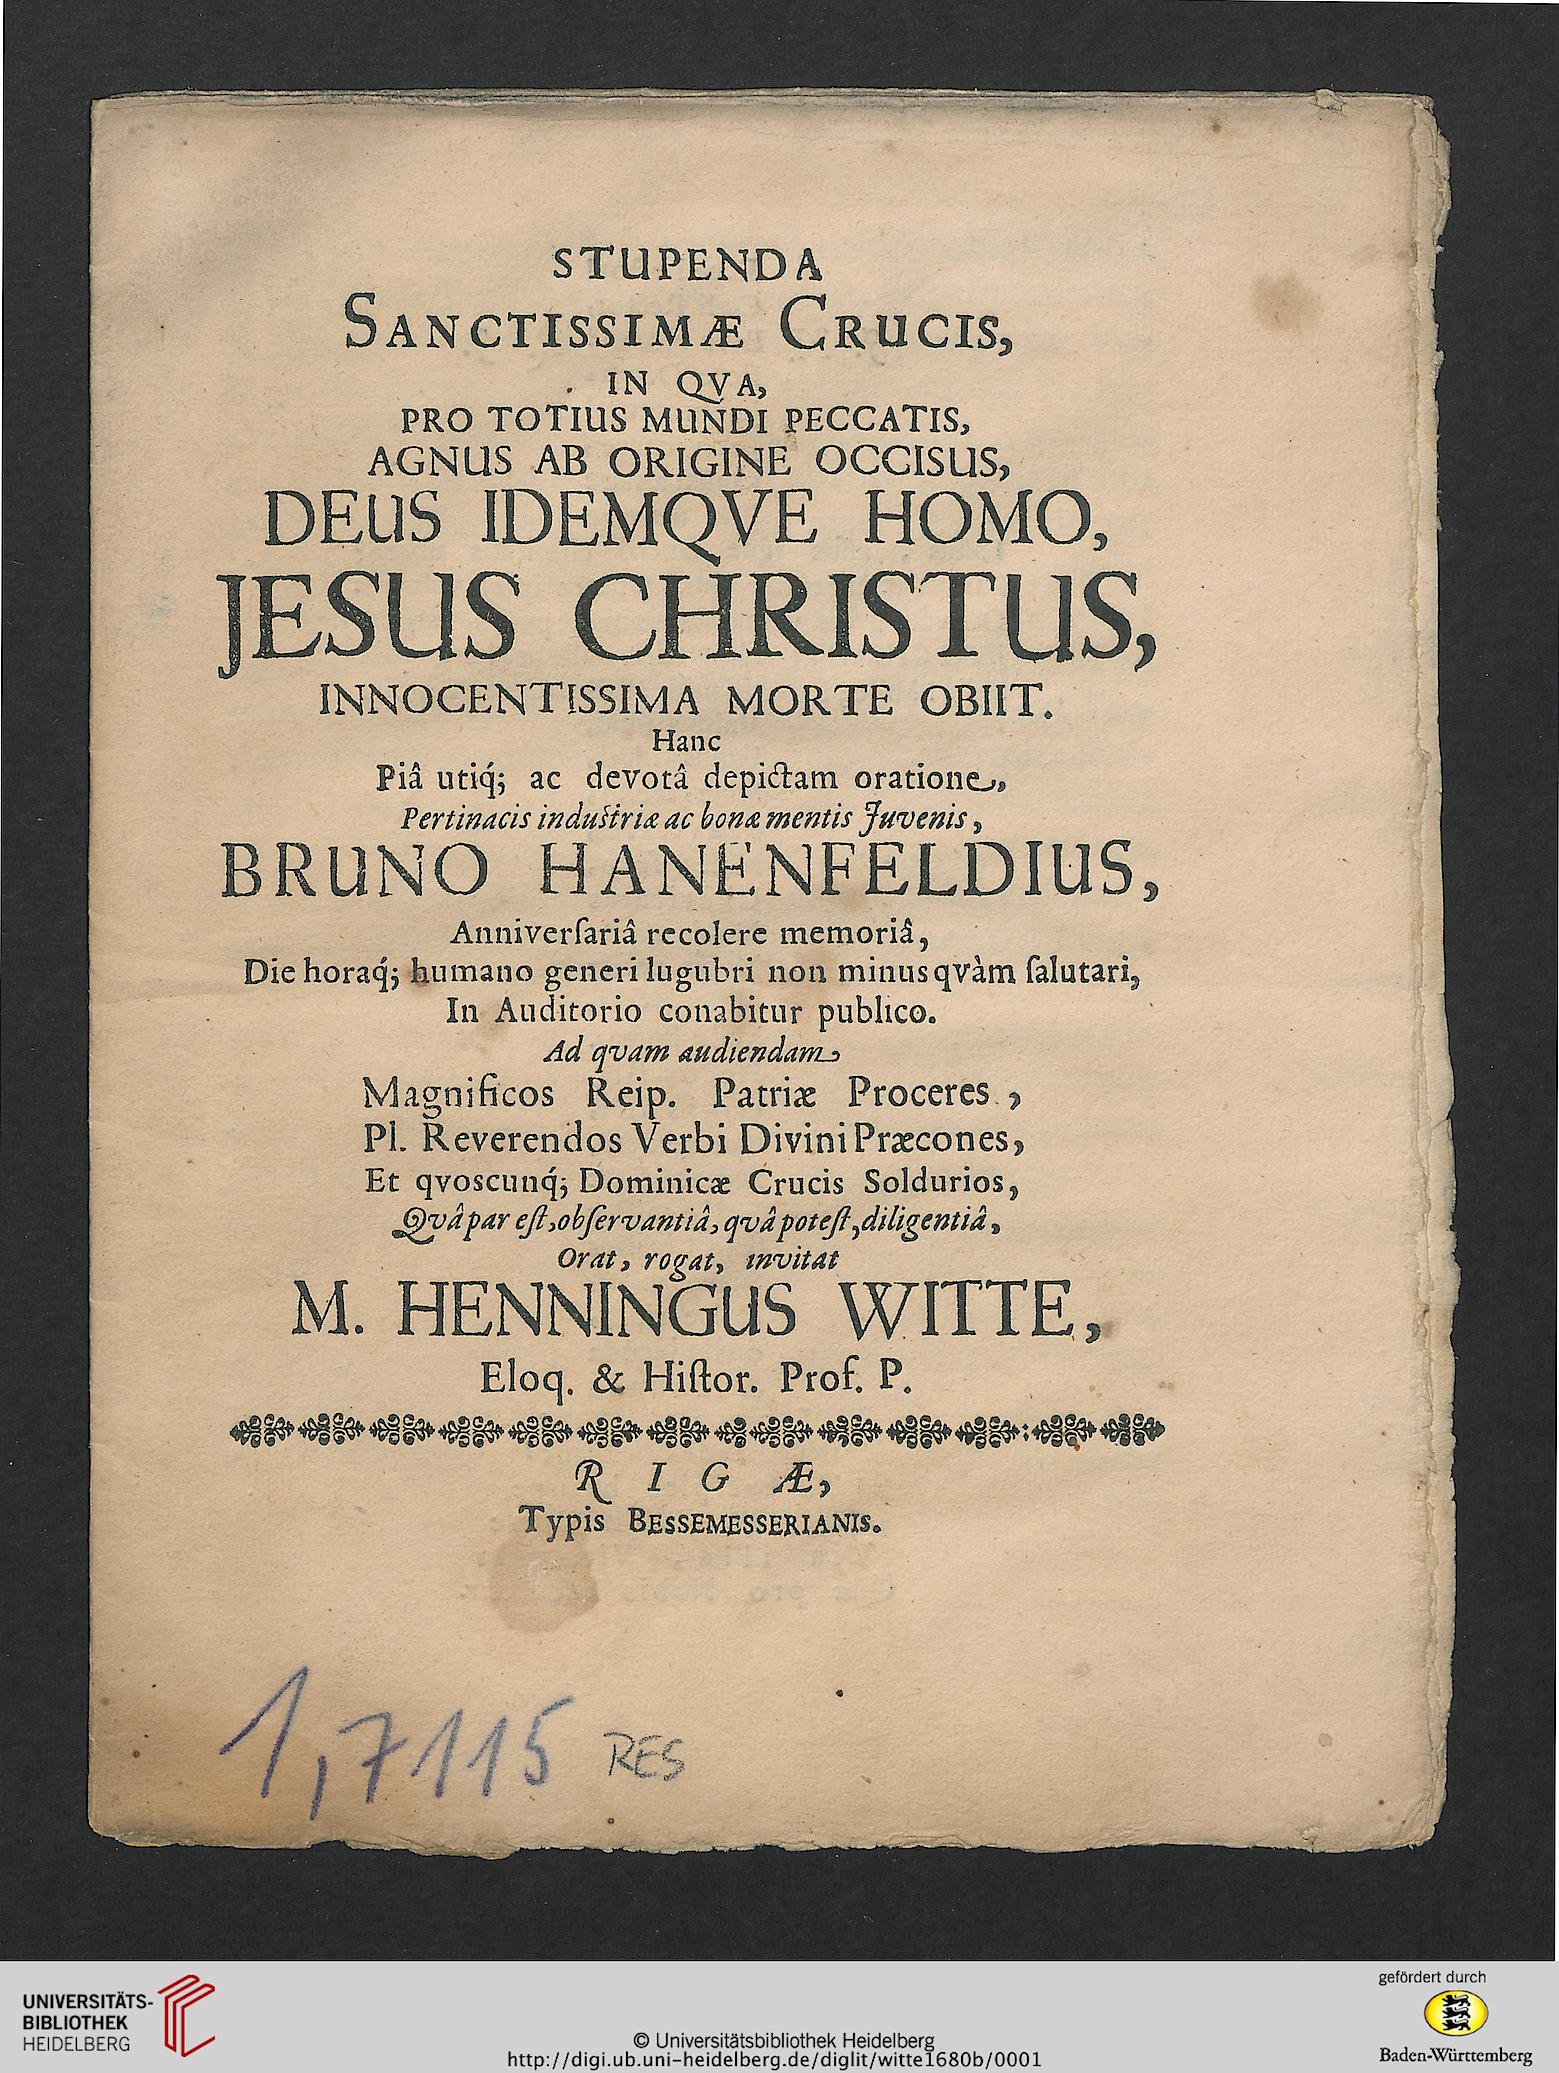 STUPENDA
SANCTISSIMÆ CRUCIS,
IN QVA,
PRO TOTIUS MUNDI PECCATIS,
AGNUS AB ORIGINE OCCISUS,
DEUS IDEMQVE HOMO,
JESUS CHRISTUS,
INNOCENTISSIMA MORTE OBIIT.
Hanc
Piâ utiq́; ac devotâ depictam oratione,
Pertinacis industriæ ac bonæ mentis Juvenis,
BRUNO HANENFELDIUS,
Anniverſariâ recolere memoriâ,
Die horaq́; humano generi lugubri non minus qvàm ſalutari,
In Auditorio conabitur publico.
Ad qvam audiendam
Magnificos Reip. Patriæ Proceres,
Pl. Reverendos Verbi Divini Præcones,
Et qvoscunq́; Dominicæ Crucis Soldurios,
Qvâ par eſt, obſervantiâ, qvâ poteſt, diligentiâ,
Orat, rogat, invitat
M. HENNINGUS WITTE,
Eloq. & Hiſtor. Prof. P.
RIGÆ,
Typis BESSEMESSERIANIS.
1,7115 RES
UNIVERSITÄTS-
BIBLIOTHEK
HEIDELBERG
© Universitätsbibliothek Heidelberg
http://digi.ub.uni-heidelberg.de/diglit/witte1680b/0001
gefördert durch
Baden-Württemberg